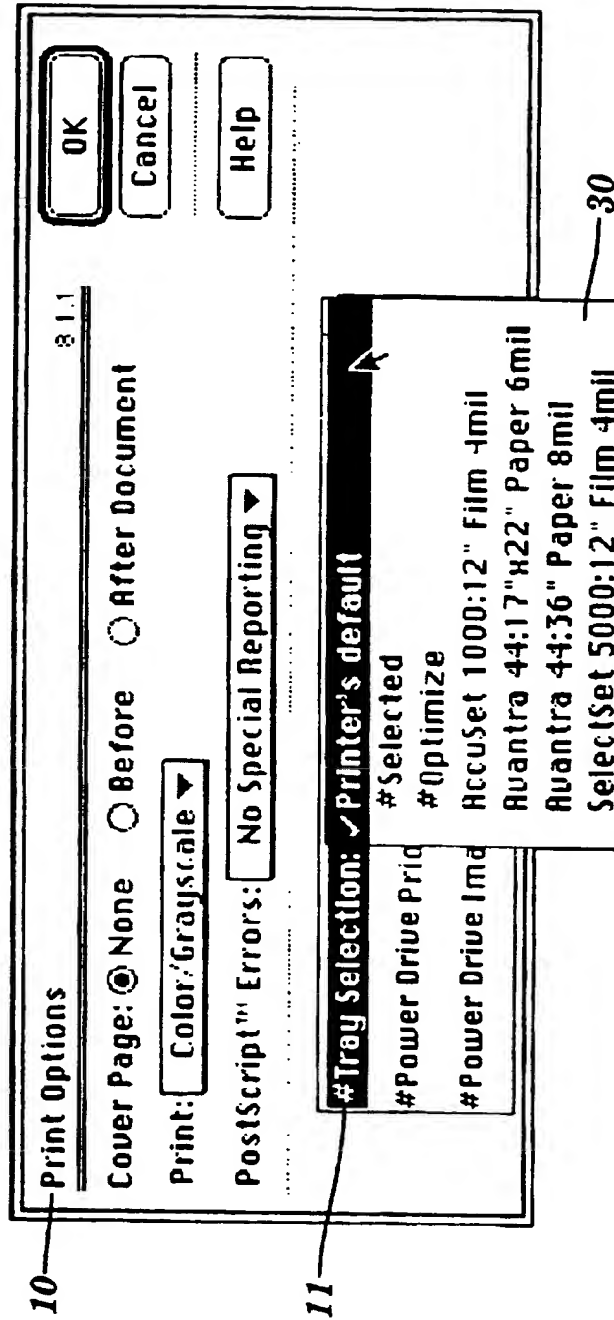 10
Print Options
8.1.1
OK
Cover Page: None Before After Document
Cancel
Print: Color/Grayscale
PostScript™ Errors: No Special Reporting
Help
11
#Tray Selection: ✓Printer's default
#Selected
#Power Drive Prio
#Optimize
#Power Drive Ima
AccuSet 1000:12" Film 4mil
Avantra 44:17"x22" Paper 6mil
Avantra 44:36" Paper 8mil
SelectSet 5000:12" Film 4mil
30